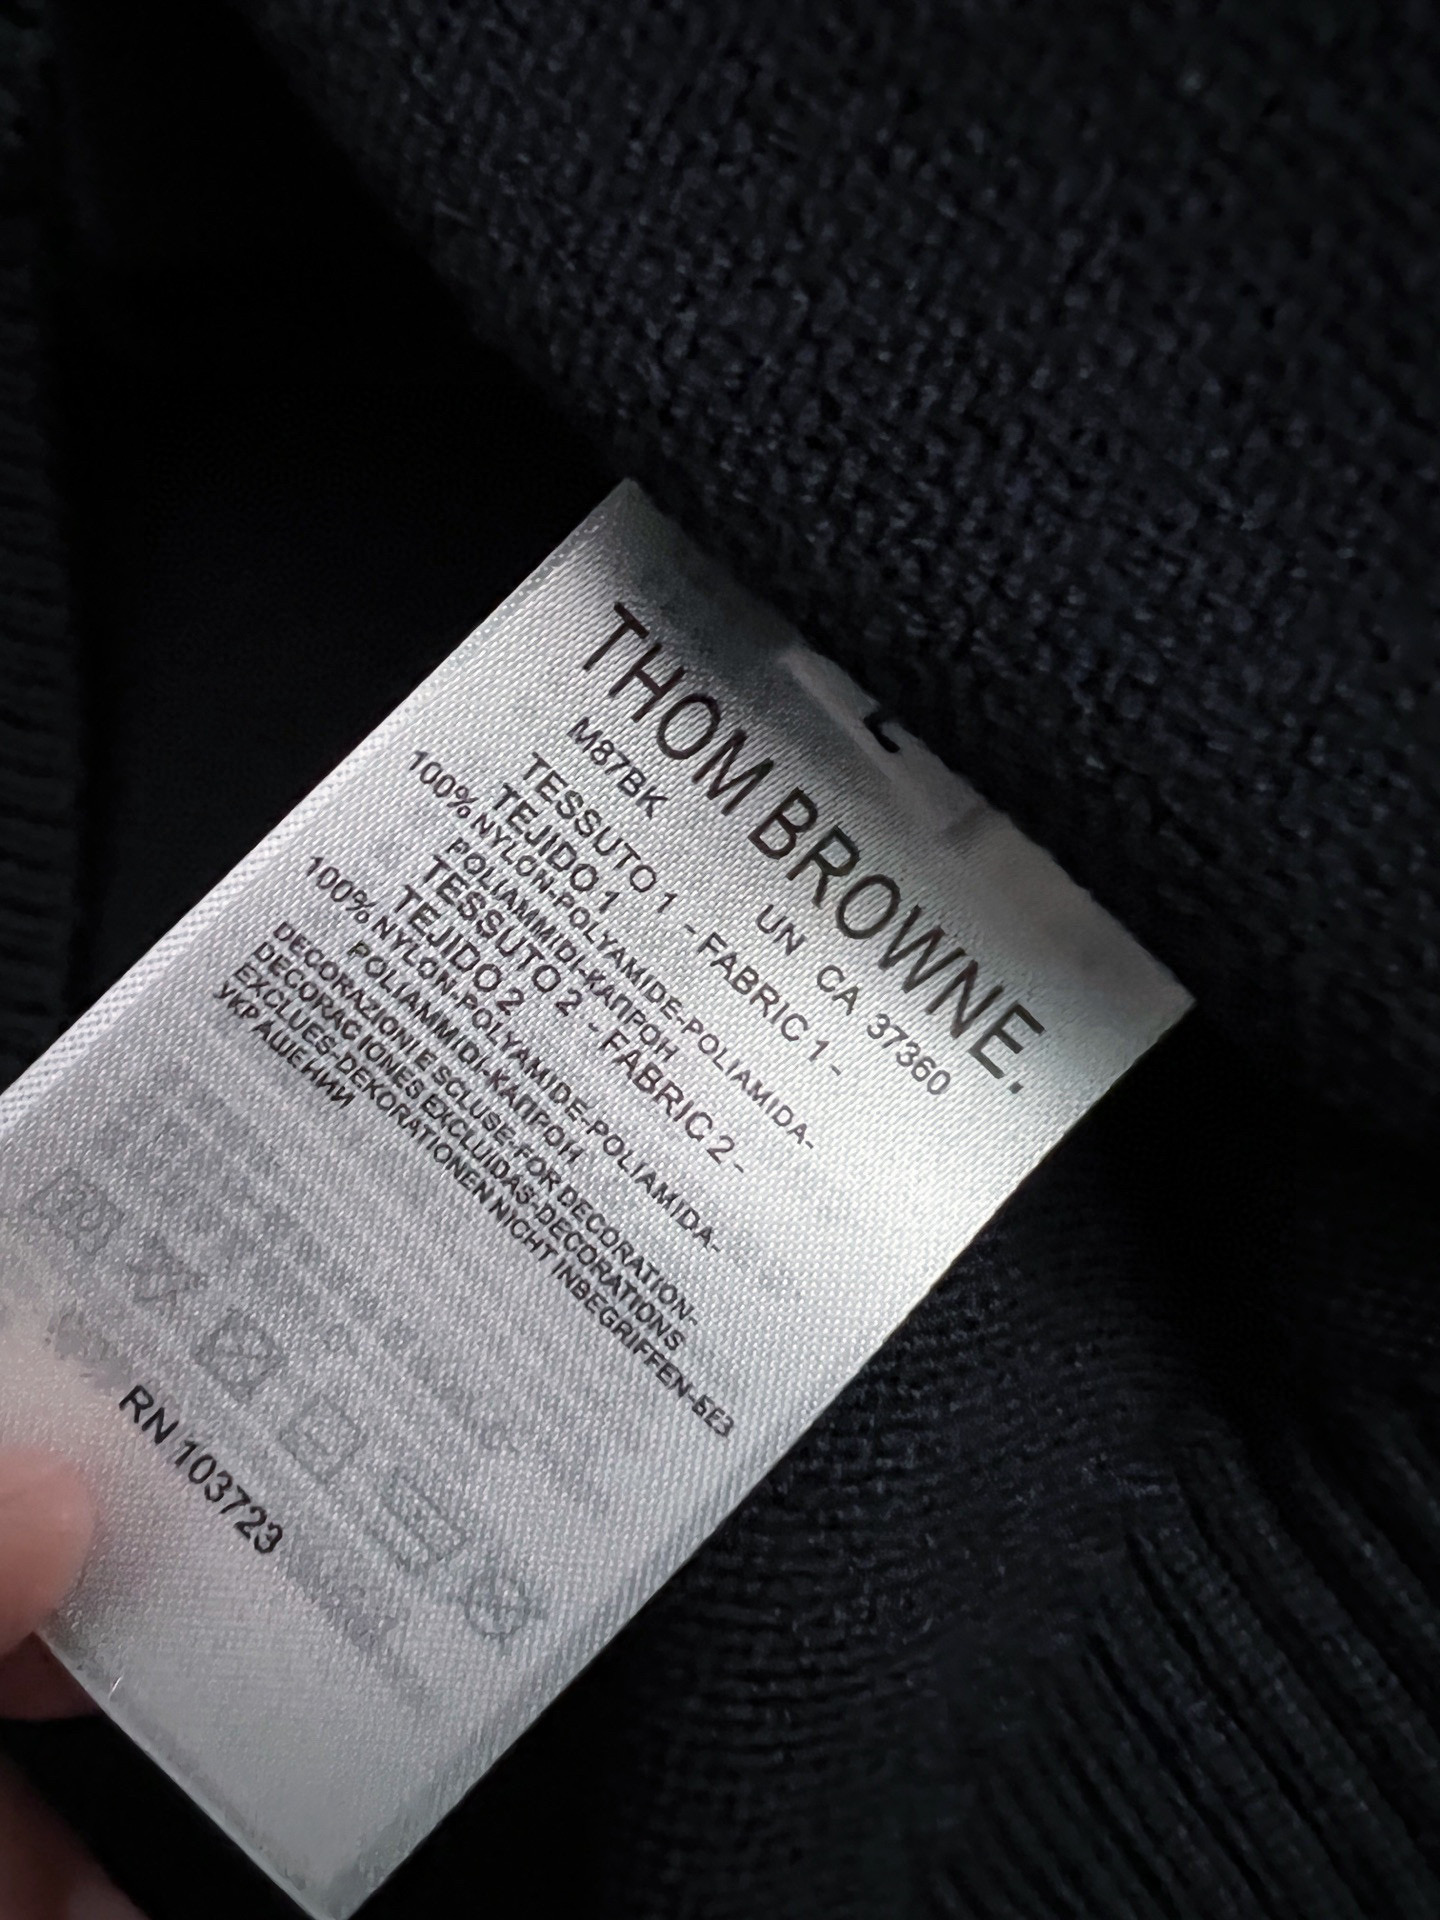 THOM BROWNE.
M87BK UN CA 37360
TESSUTO 1 - FABRIC 1 -
TEJIDO 1
100% NYLON-POLYAMIDE-POLIAMIDA-
POLIAMMIDI-КАПРОН
TESSUTO 2 - FABRIC 2 -
TEJIDO 2
100% NYLON-POLYAMIDE-POLIAMIDA-
POLIAMMIDI-КАПРОН
DECORAZIONI ESCLUSE-FOR DECORATION-
DECORACIONES EXCLUIDAS-DECORATIONS
EXCLUES-DEKORATIONEN NICHT INBEGRIFFEN-БЕЗ
УКРАШЕНИИ
RN 103723